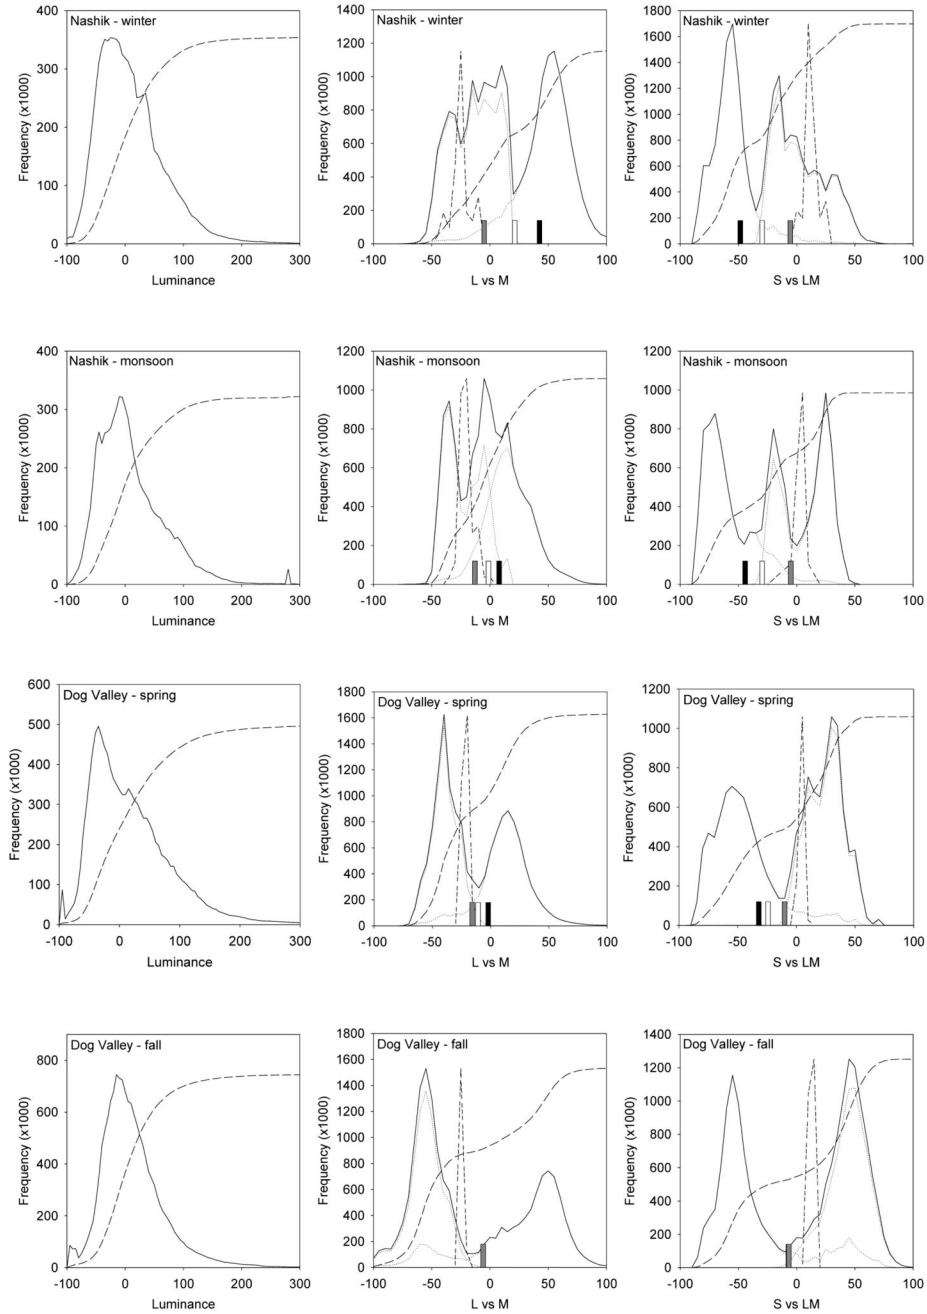 Nashik - winter
Frequency (x1000)
400
300
200
100
0
-100 0 100 200 300
Luminance
Nashik - winter
Frequency (x1000)
1400
1200
1000
800
600
400
200
0
-100 -50 0 50 100
L vs M
Nashik - winter
Frequency (x1000)
1800
1600
1400
1200
1000
800
600
400
200
0
-100 -50 0 50 100
S vs LM
Nashik - monsoon
Frequency (x1000)
400
300
200
100
0
-100 0 100 200 300
Luminance
Nashik - monsoon
Frequency (x1000)
1200
1000
800
600
400
200
0
-100 -50 0 50 100
L vs M
Nashik - monsoon
Frequency (x1000)
1200
1000
800
600
400
200
0
-100 -50 0 50 100
S vs LM
Dog Valley - spring
Frequency (x1000)
600
500
400
300
200
100
0
-100 0 100 200 300
Luminance
Dog Valley - spring
Frequency (x1000)
1800
1600
1400
1200
1000
800
600
400
200
0
-100 -50 0 50 100
L vs M
Dog Valley - spring
Frequency (x1000)
1200
1000
800
600
400
200
0
-100 -50 0 50 100
S vs LM
Dog Valley - fall
Frequency (x1000)
800
600
400
200
0
-100 0 100 200 300
Luminance
Dog Valley - fall
Frequency (x1000)
1800
1600
1400
1200
1000
800
600
400
200
0
-100 -50 0 50 100
L vs M
Dog Valley - fall
Frequency (x1000)
1400
1200
1000
800
600
400
200
0
-100 -50 0 50 100
S vs LM